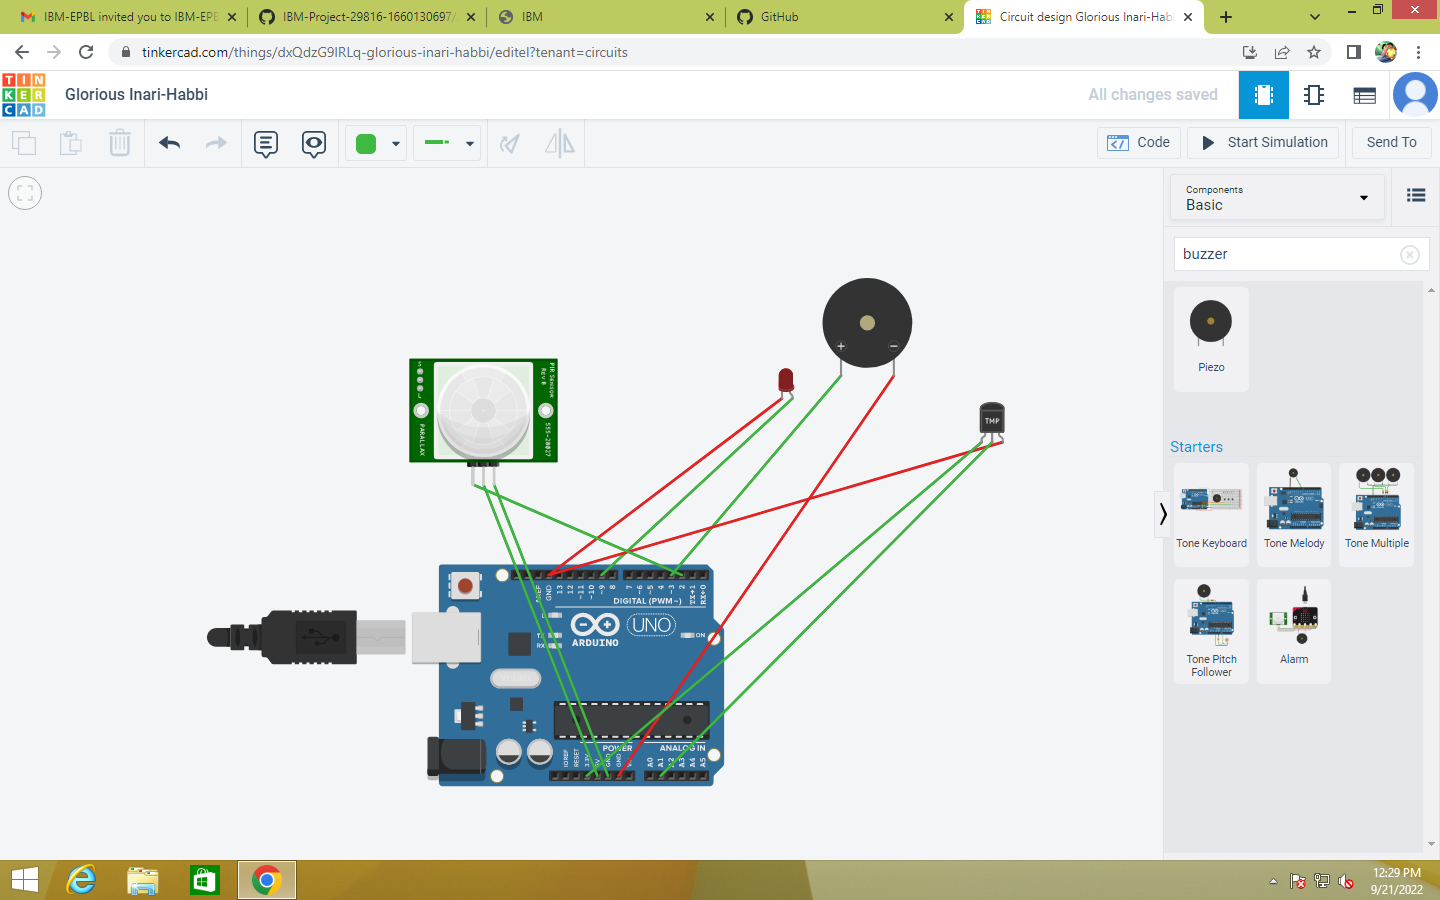 IBM-EPBL invited you to IBM-EPB
IBM-Project-29816-1660130697/
IBM
GitHub
Circuit design Glorious Inari-Hab
tinkercad.com/things/dxQdzG9lRLq-glorious-inari-habbi/editel?tenant=circuits
TIN
KER
CAD
Glorious Inari-Habbi
All changes saved
Code
Start Simulation
Send To
Components
Basic
buzzer
Piezo
Starters
Tone Keyboard
Tone Melody
Tone Multiple
Tone Pitch
Follower
Alarm
PIR Sensor
Rev B
555-28027
PARALLAX
+
−
TMP
AREF
GND
13
12
~11
~10
~9
8
7
~6
~5
4
~3
2
TX→1
RX←0
DIGITAL (PWM~)
L
TX
RX
ARDUINO
UNO
ON
POWER
ANALOG IN
IOREF
RESET
3.3V
5V
GND
GND
A0
A1
A2
A3
A4
A5
12:29 PM
9/21/2022